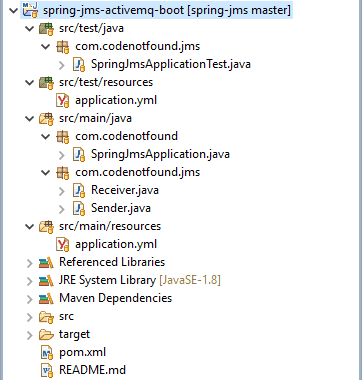 spring-jms-activemq-boot [spring-jms master]
src/test/java
com.codenotfound.jms
SpringJmsApplicationTest.java
src/test/resources
application.yml
src/main/java
com.codenotfound
SpringJmsApplication.java
com.codenotfound.jms
Receiver.java
Sender.java
src/main/resources
application.yml
Referenced Libraries
JRE System Library [JavaSE-1.8]
Maven Dependencies
src
target
pom.xml
README.md